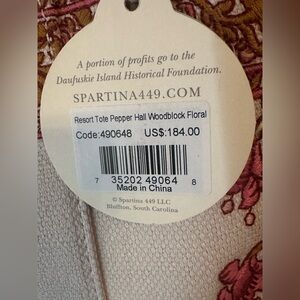 A portion of profits go to the
Daufuskie Island Historical Foundation.
SPARTINA449.COM
Resort Tote Pepper Hall Woodblock Floral
Code:490648 US$:184.00
7 35202 49064 8
Made in China
© Spartina 449 LLC
Bluffton, South Carolina